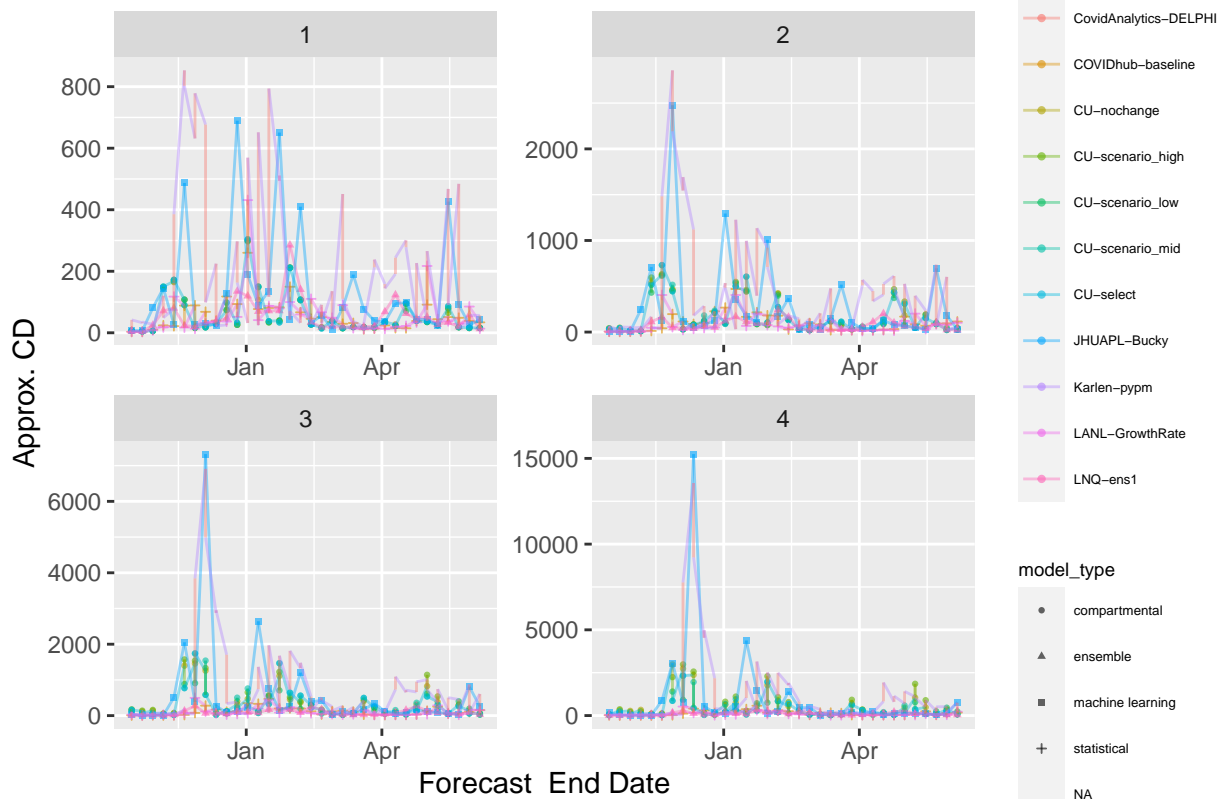 1
2
800
600
400
200
0
2000
1000
0
Jan
Apr
Jan
Apr
3
4
6000
4000
2000
0
15000
10000
5000
0
Jan
Apr
Jan
Apr
Approx. CD
Forecast  End Date
CovidAnalytics−DELPHI
COVIDhub−baseline
CU−nochange
CU−scenario_high
CU−scenario_low
CU−scenario_mid
CU−select
JHUAPL−Bucky
Karlen−pypm
LANL−GrowthRate
LNQ−ens1
model_type
compartmental
ensemble
machine learning
statistical
NA